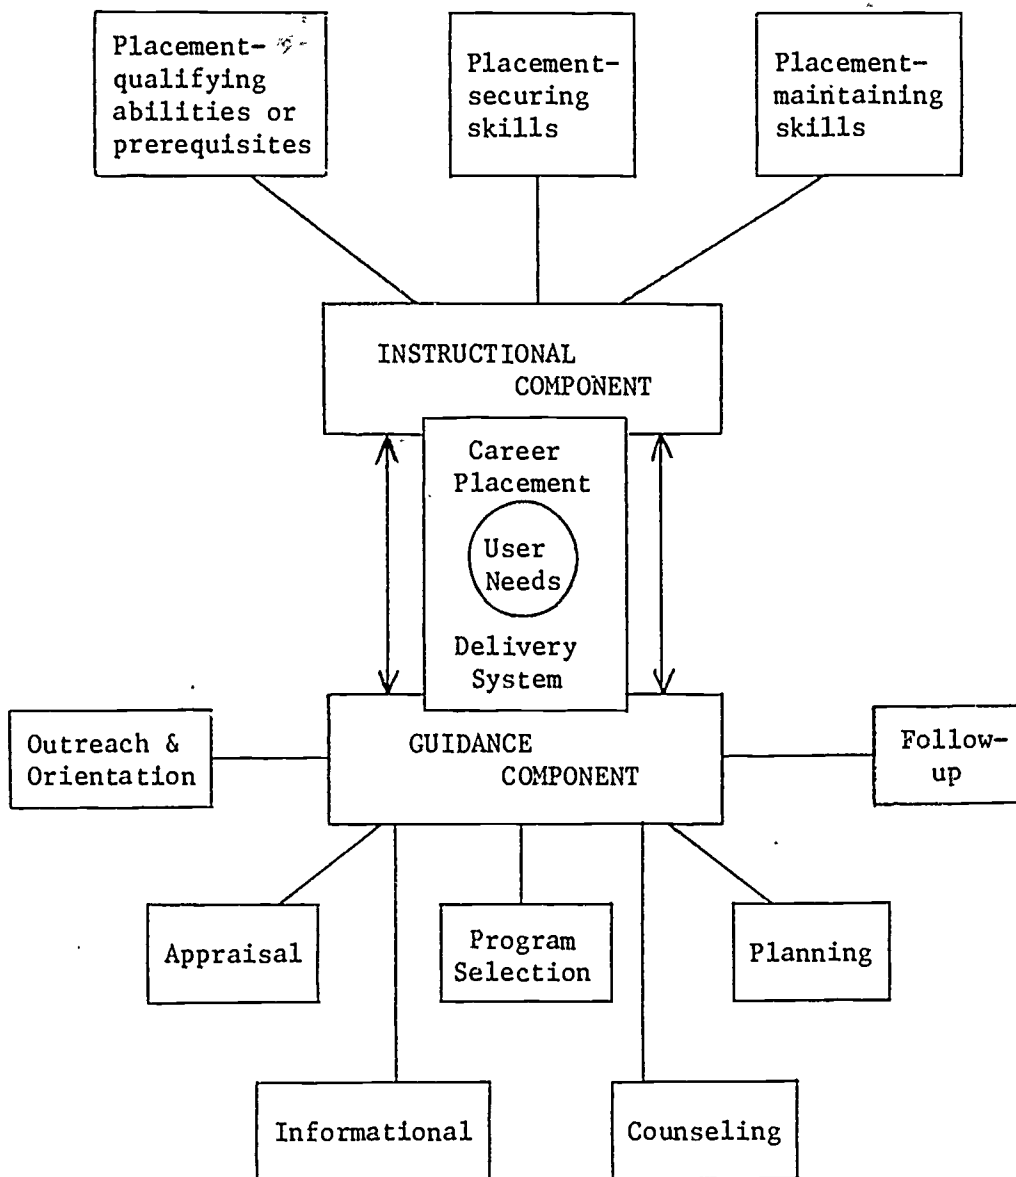 Placement-
qualifying
abilities or
prerequisites
Placement-
securing
skills
Placement-
maintaining
skills
INSTRUCTIONAL
COMPONENT
Career
Placement
User
Needs
Delivery
System
Outreach &
Orientation
GUIDANCE
COMPONENT
Follow-
up
Appraisal
Program
Selection
Planning
Informational
Counseling